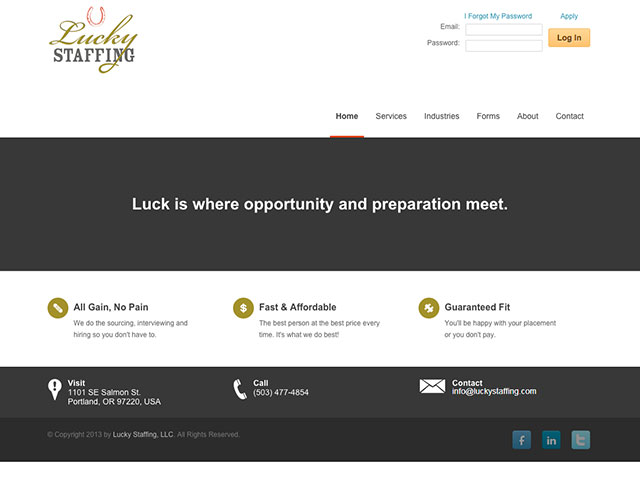 Lucky
STAFFING
I Forgot My Password Apply
Email:
Password:
Log In
Home Services Industries Forms About Contact
Luck is where opportunity and preparation meet.
All Gain, No Pain
We do the sourcing, interviewing and
hiring so you don't have to.
$
Fast & Affordable
The best person at the best price every
time. It's what we do best!
Guaranteed Fit
You'll be happy with your placement
or you don't pay.
Visit
1101 SE Salmon St.
Portland, OR 97220, USA
Call
(503) 477-4854
Contact
info@luckystaffing.com
© Copyright 2013 by Lucky Staffing, LLC. All Rights Reserved.
f
in
t